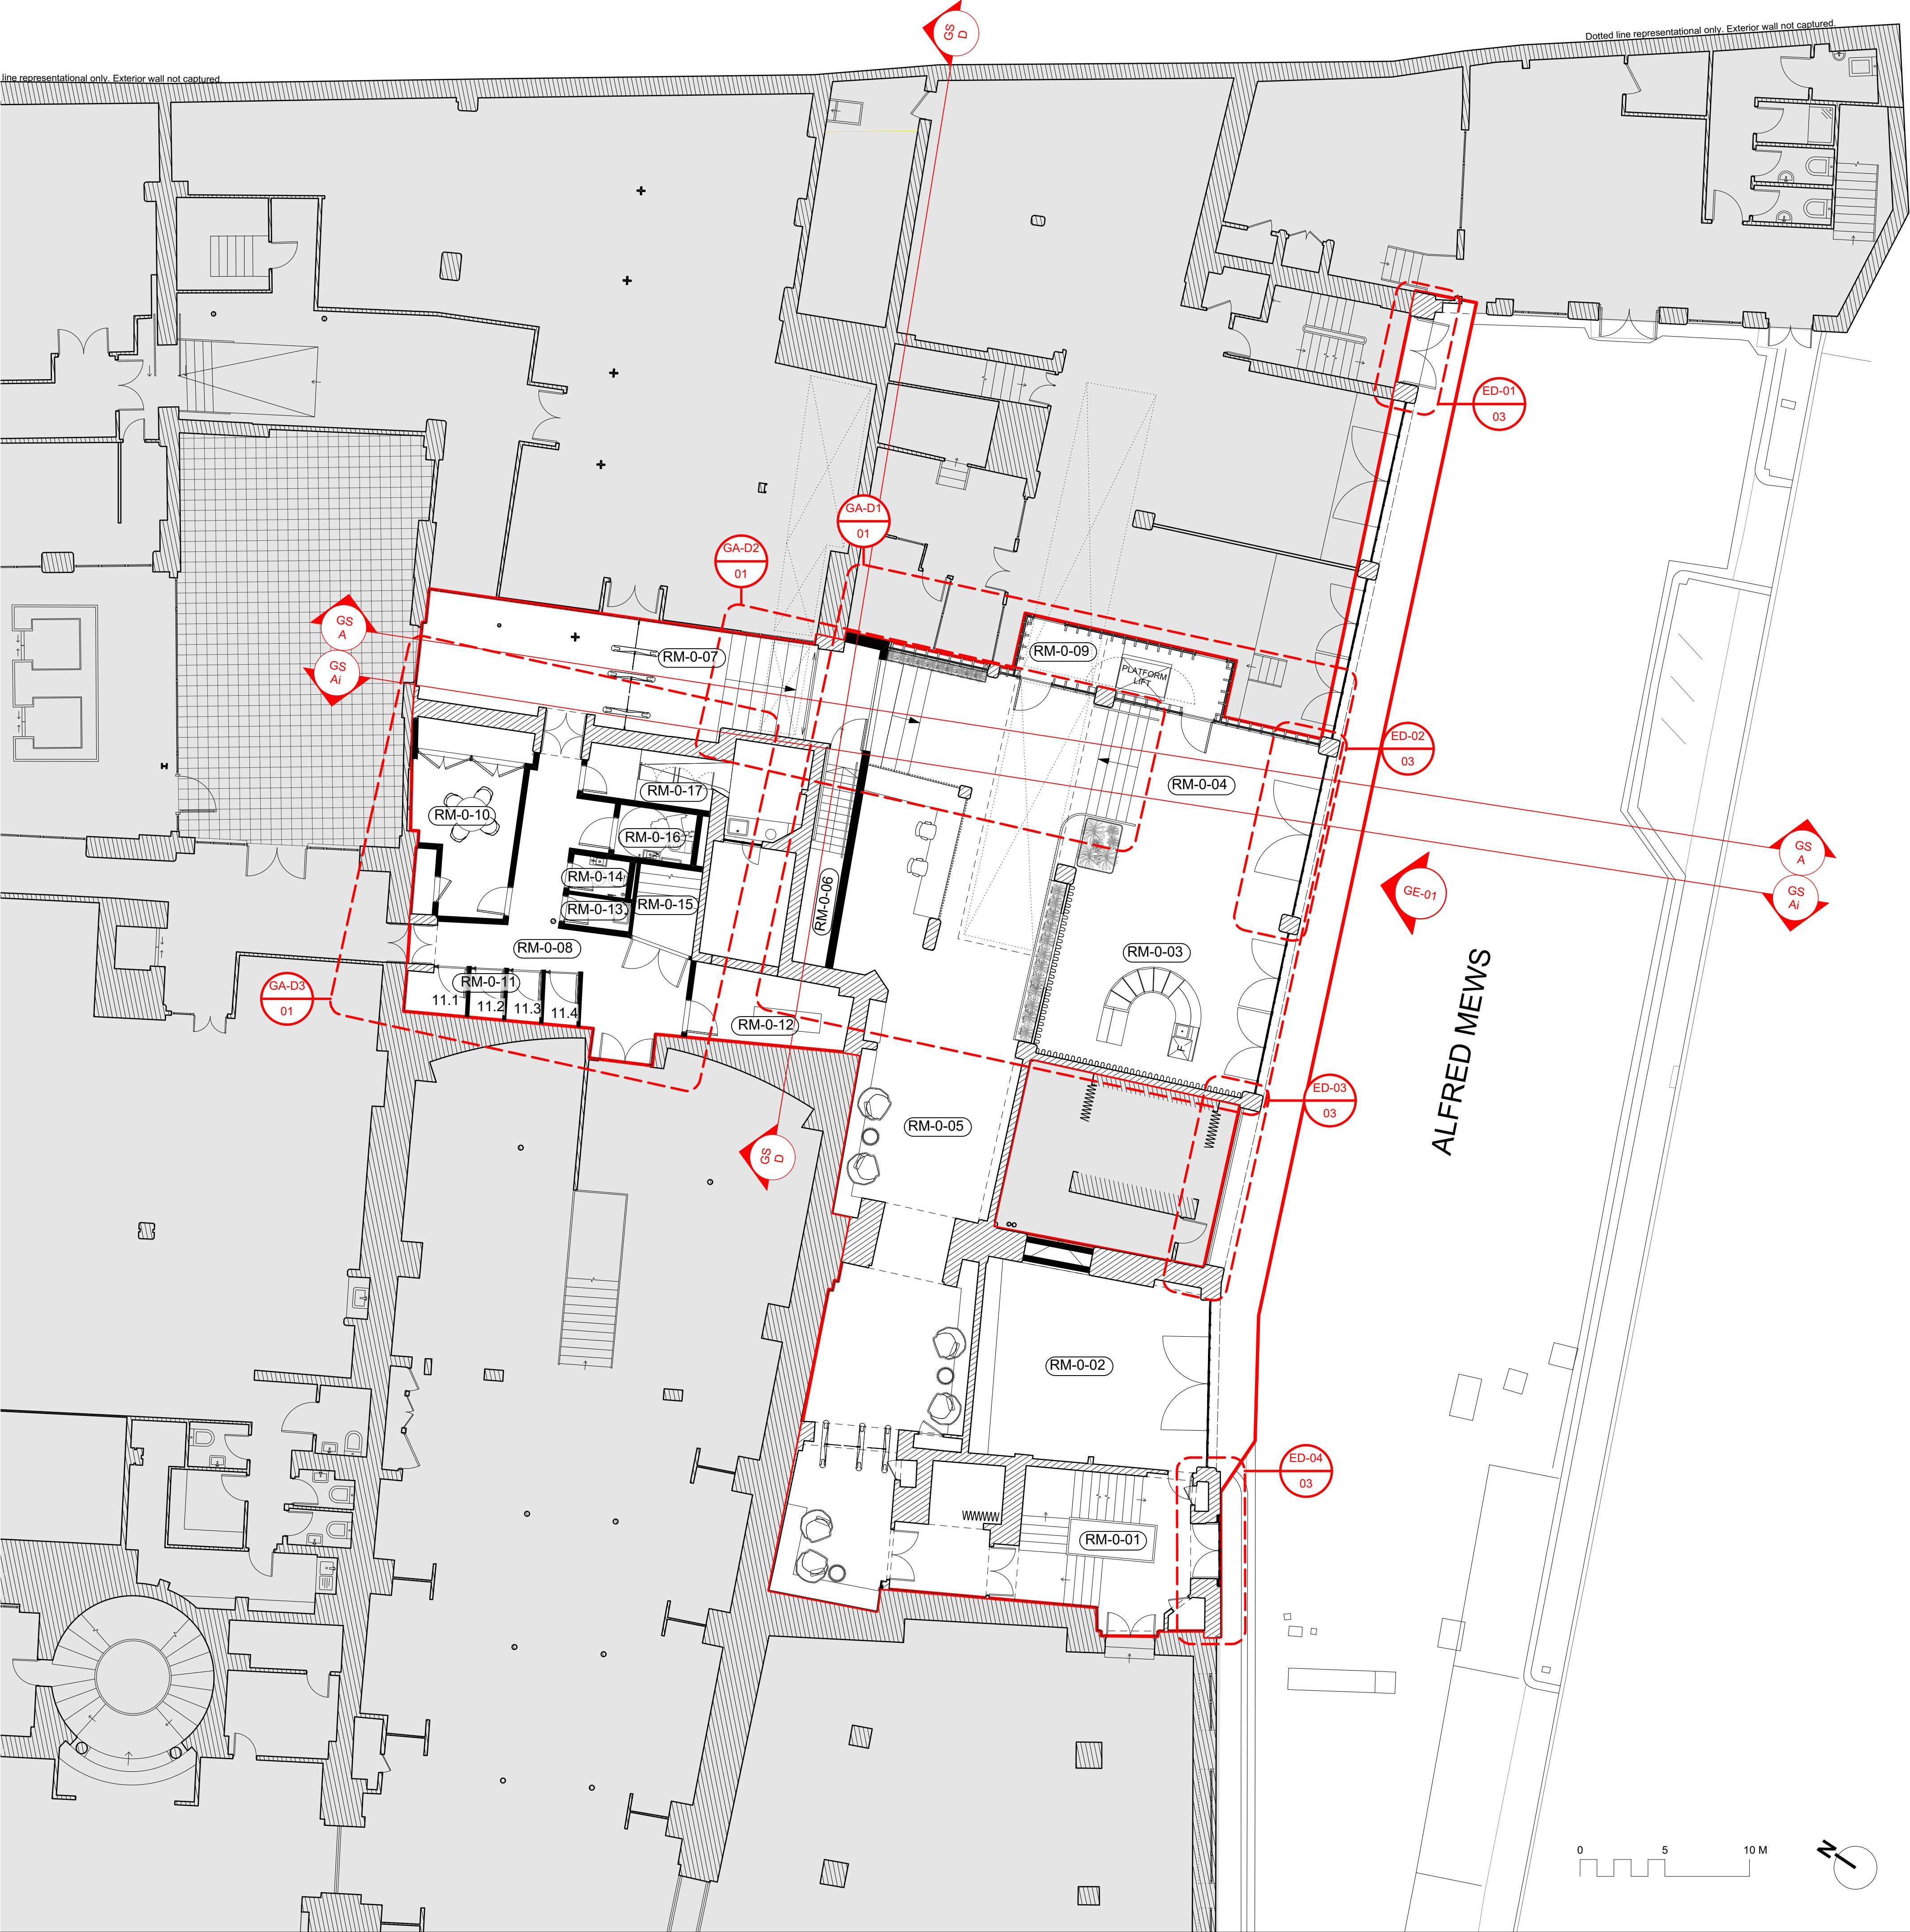 GS
D
Dotted line representational only. Exterior wall not captured.
line representational only. Exterior wall not captured.
ED-01
03
GA-D1
01
GA-D2
01
GS
A
GS
Ai
RM-0-07
RM-0-09
PLATFORM
LIFT
ED-02
03
RM-0-04
RM-0-17
RM-0-10
RM-0-16
GS
A
GS
Ai
RM-0-14
RM-0-13
RM-0-15
RM-0-06
GE-01
RM-0-08
RM-0-03
RM-0-11
11.1
11.2
11.3
11.4
GA-D3
01
RM-0-12
F
ALFRED MEWS
ED-03
03
RM-0-05
GS
D
RM-0-02
ED-04
03
RM-0-01
0 5 10 M
N